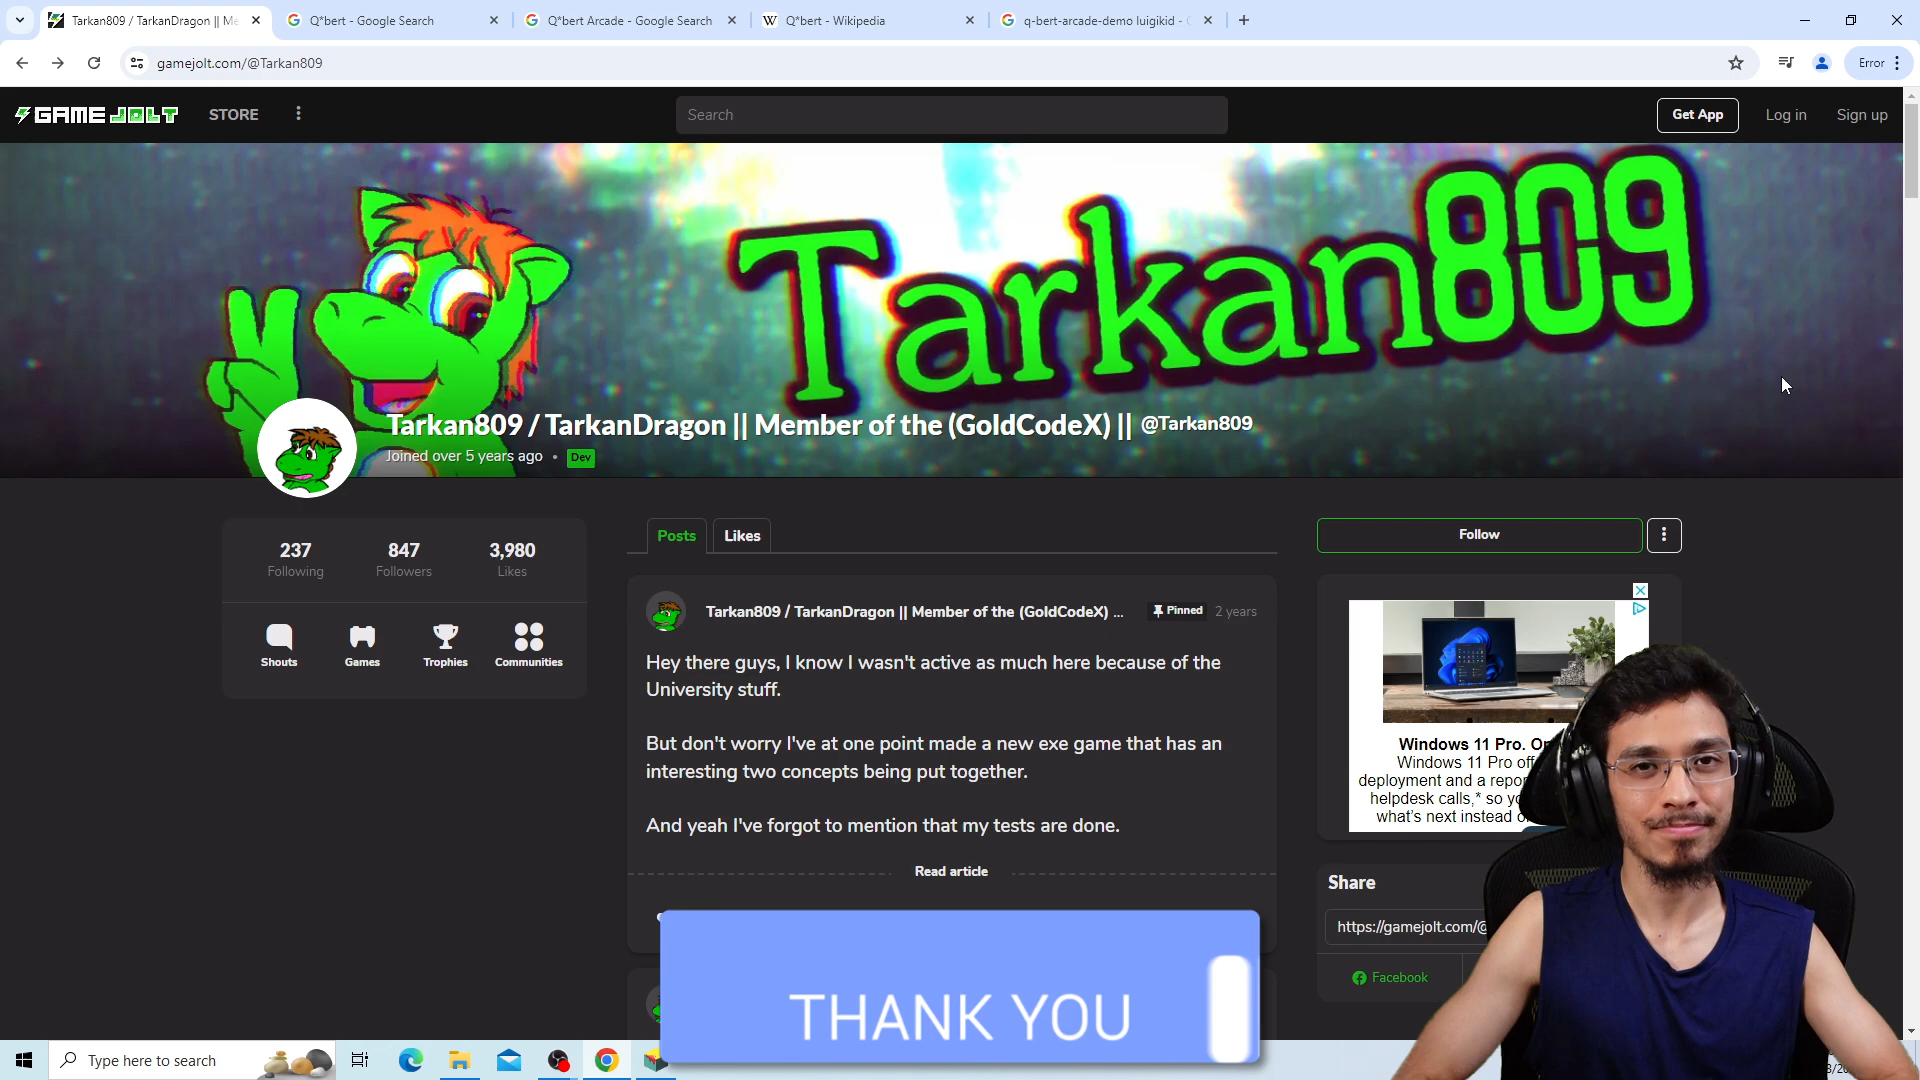 Tarkan809 / TarkanDragon || Me
Q*bert - Google Search
Q*bert Arcade - Google Search
Q*bert - Wikipedia
q-bert-arcade-demo luigikid -
gamejolt.com/@Tarkan809
Error
GAME JOLT
STORE
Search
Get App
Log in
Sign up
Tarkan809
Tarkan809 / TarkanDragon || Member of the (GoldCodeX) || @Tarkan809
Joined over 5 years ago • Dev
237
Following
847
Followers
3,980
Likes
Shouts
Games
Trophies
Communities
Posts
Likes
Follow
Tarkan809 / TarkanDragon || Member of the (GoldCodeX) ...
Pinned
2 years
Hey there guys, I know I wasn't active as much here because of the
University stuff.
But don't worry I've at one point made a new exe game that has an
interesting two concepts being put together.
And yeah I've forgot to mention that my tests are done.
Read article
Windows 11 Pro.
Windows 11 Pro off
deployment and a repor
helpdesk calls,* so yo
what's next instead
Share
https://gamejolt.com/@
Facebook
THANK YOU
Type here to search